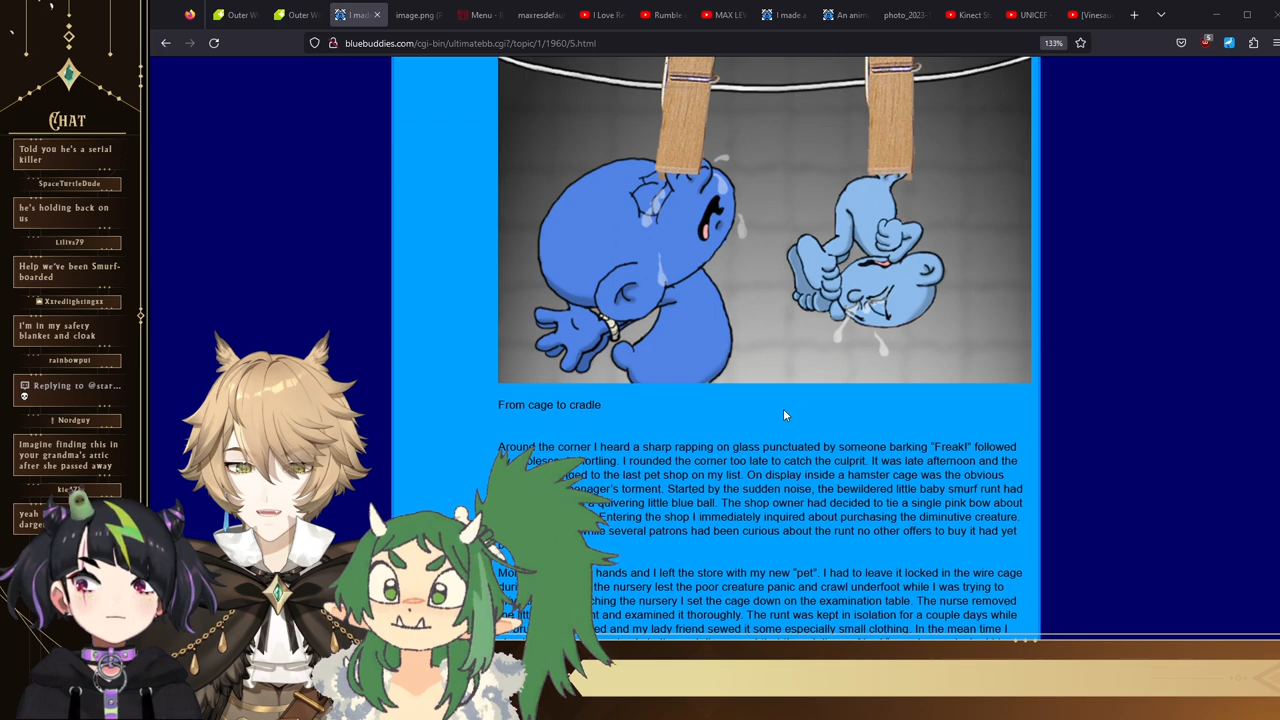 Outer W
Outer W
I mad
image.png (
Menu - I
maxresdefau
I Love Re
Rumble -
MAX LEV
I made a
An anim
photo_2023-
Kinect St
UNICEF -
[Vinesau
bluebuddies.com/cgi-bin/ultimatebb.cgi?/topic/1/1960/5.html
133%
5
CHAT
Told you he's a serial
killer
SpaceTurtleDude
he's holding back on
us
Lilivs79
Help we've been Smurf-
boarded
Xxredlightingxx
I'm in my safety
blanket and cloak
rainbowpui
Replying to @star...
Nordguy
Imagine finding this in
your grandma's attic
after she passed away
yeah
From cage to cradle
Around the corner I heard a sharp rapping on glass punctuated by someone barking "Freak!" followed
chortling. I rounded the corner too late to catch the culprit. It was late afternoon and the
to the last pet shop on my list. On display inside a hamster cage was the obvious
torment. Started by the sudden noise, the bewildered little baby smurf runt had
a quivering little blue ball. The shop owner had decided to tie a single pink bow about
Entering the shop I immediately inquired about purchasing the diminutive creature.
several patrons had been curious about the runt no other offers to buy it had yet
hands and I left the store with my new "pet". I had to leave it locked in the wire cage
the nursery lest the poor creature panic and crawl underfoot while I was trying to
the nursery I set the cage down on the examination table. The nurse removed
and examined it thoroughly. The runt was kept in isolation for a couple days while
and my lady friend sewed it some especially small clothing. In the mean time I